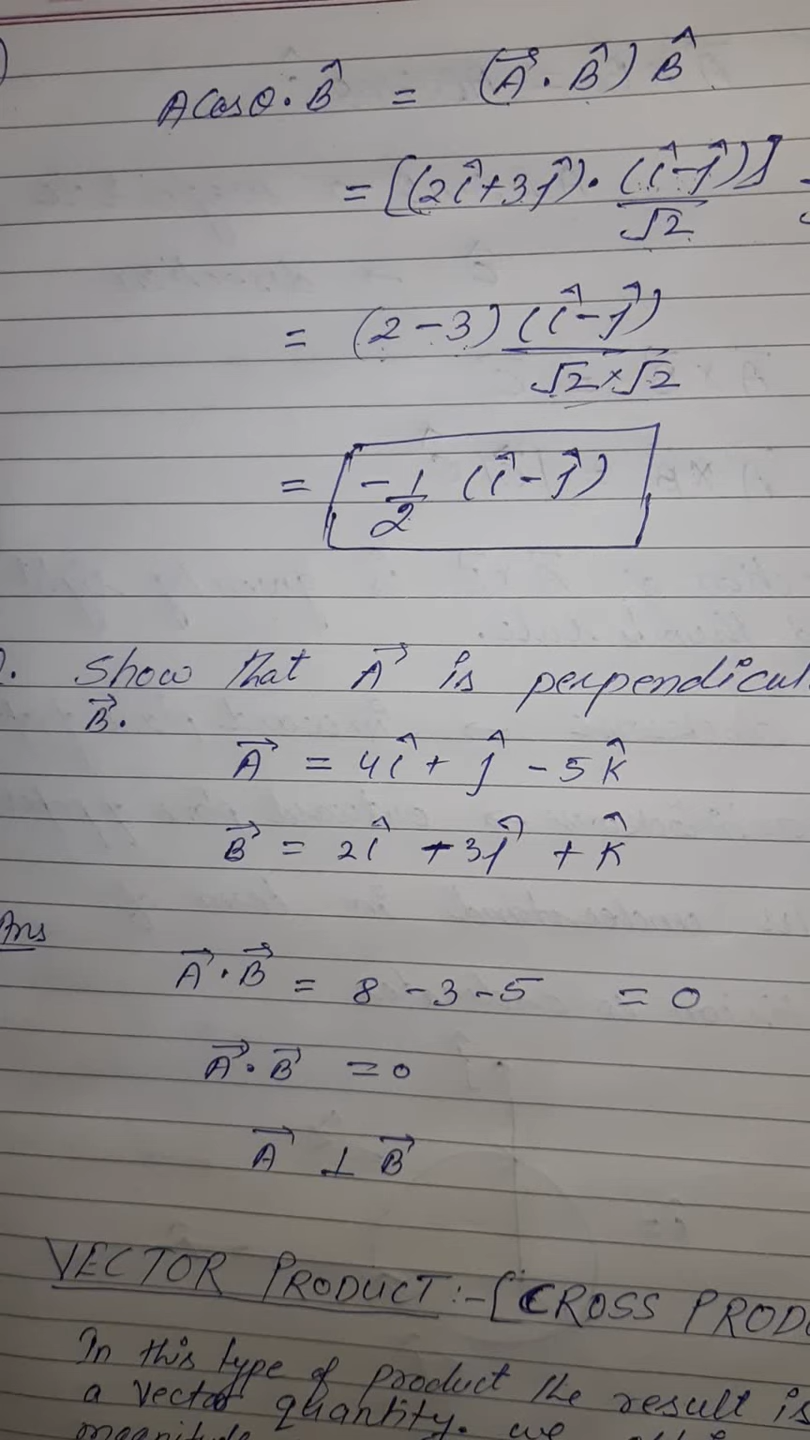 A cosθ · B̂ = (A⃗ · B̂) B̂
= [(2î+3ĵ) · (î-ĵ)/√2]
= (2-3) (î-ĵ)/√2×√2
= -1/2 (î-ĵ)
Show that A⃗ is perpendicul
B⃗.
A⃗ = 4î + ĵ - 5k̂
B⃗ = 2î + 3ĵ + k̂
Ans
A⃗ · B⃗ = 8 - 3 - 5 = 0
A⃗ · B⃗ = 0
A⃗ ⊥ B⃗
VECTOR PRODUCT :- [CROSS PROD
In this type of product the result is
a vector quantity. we
magnitude